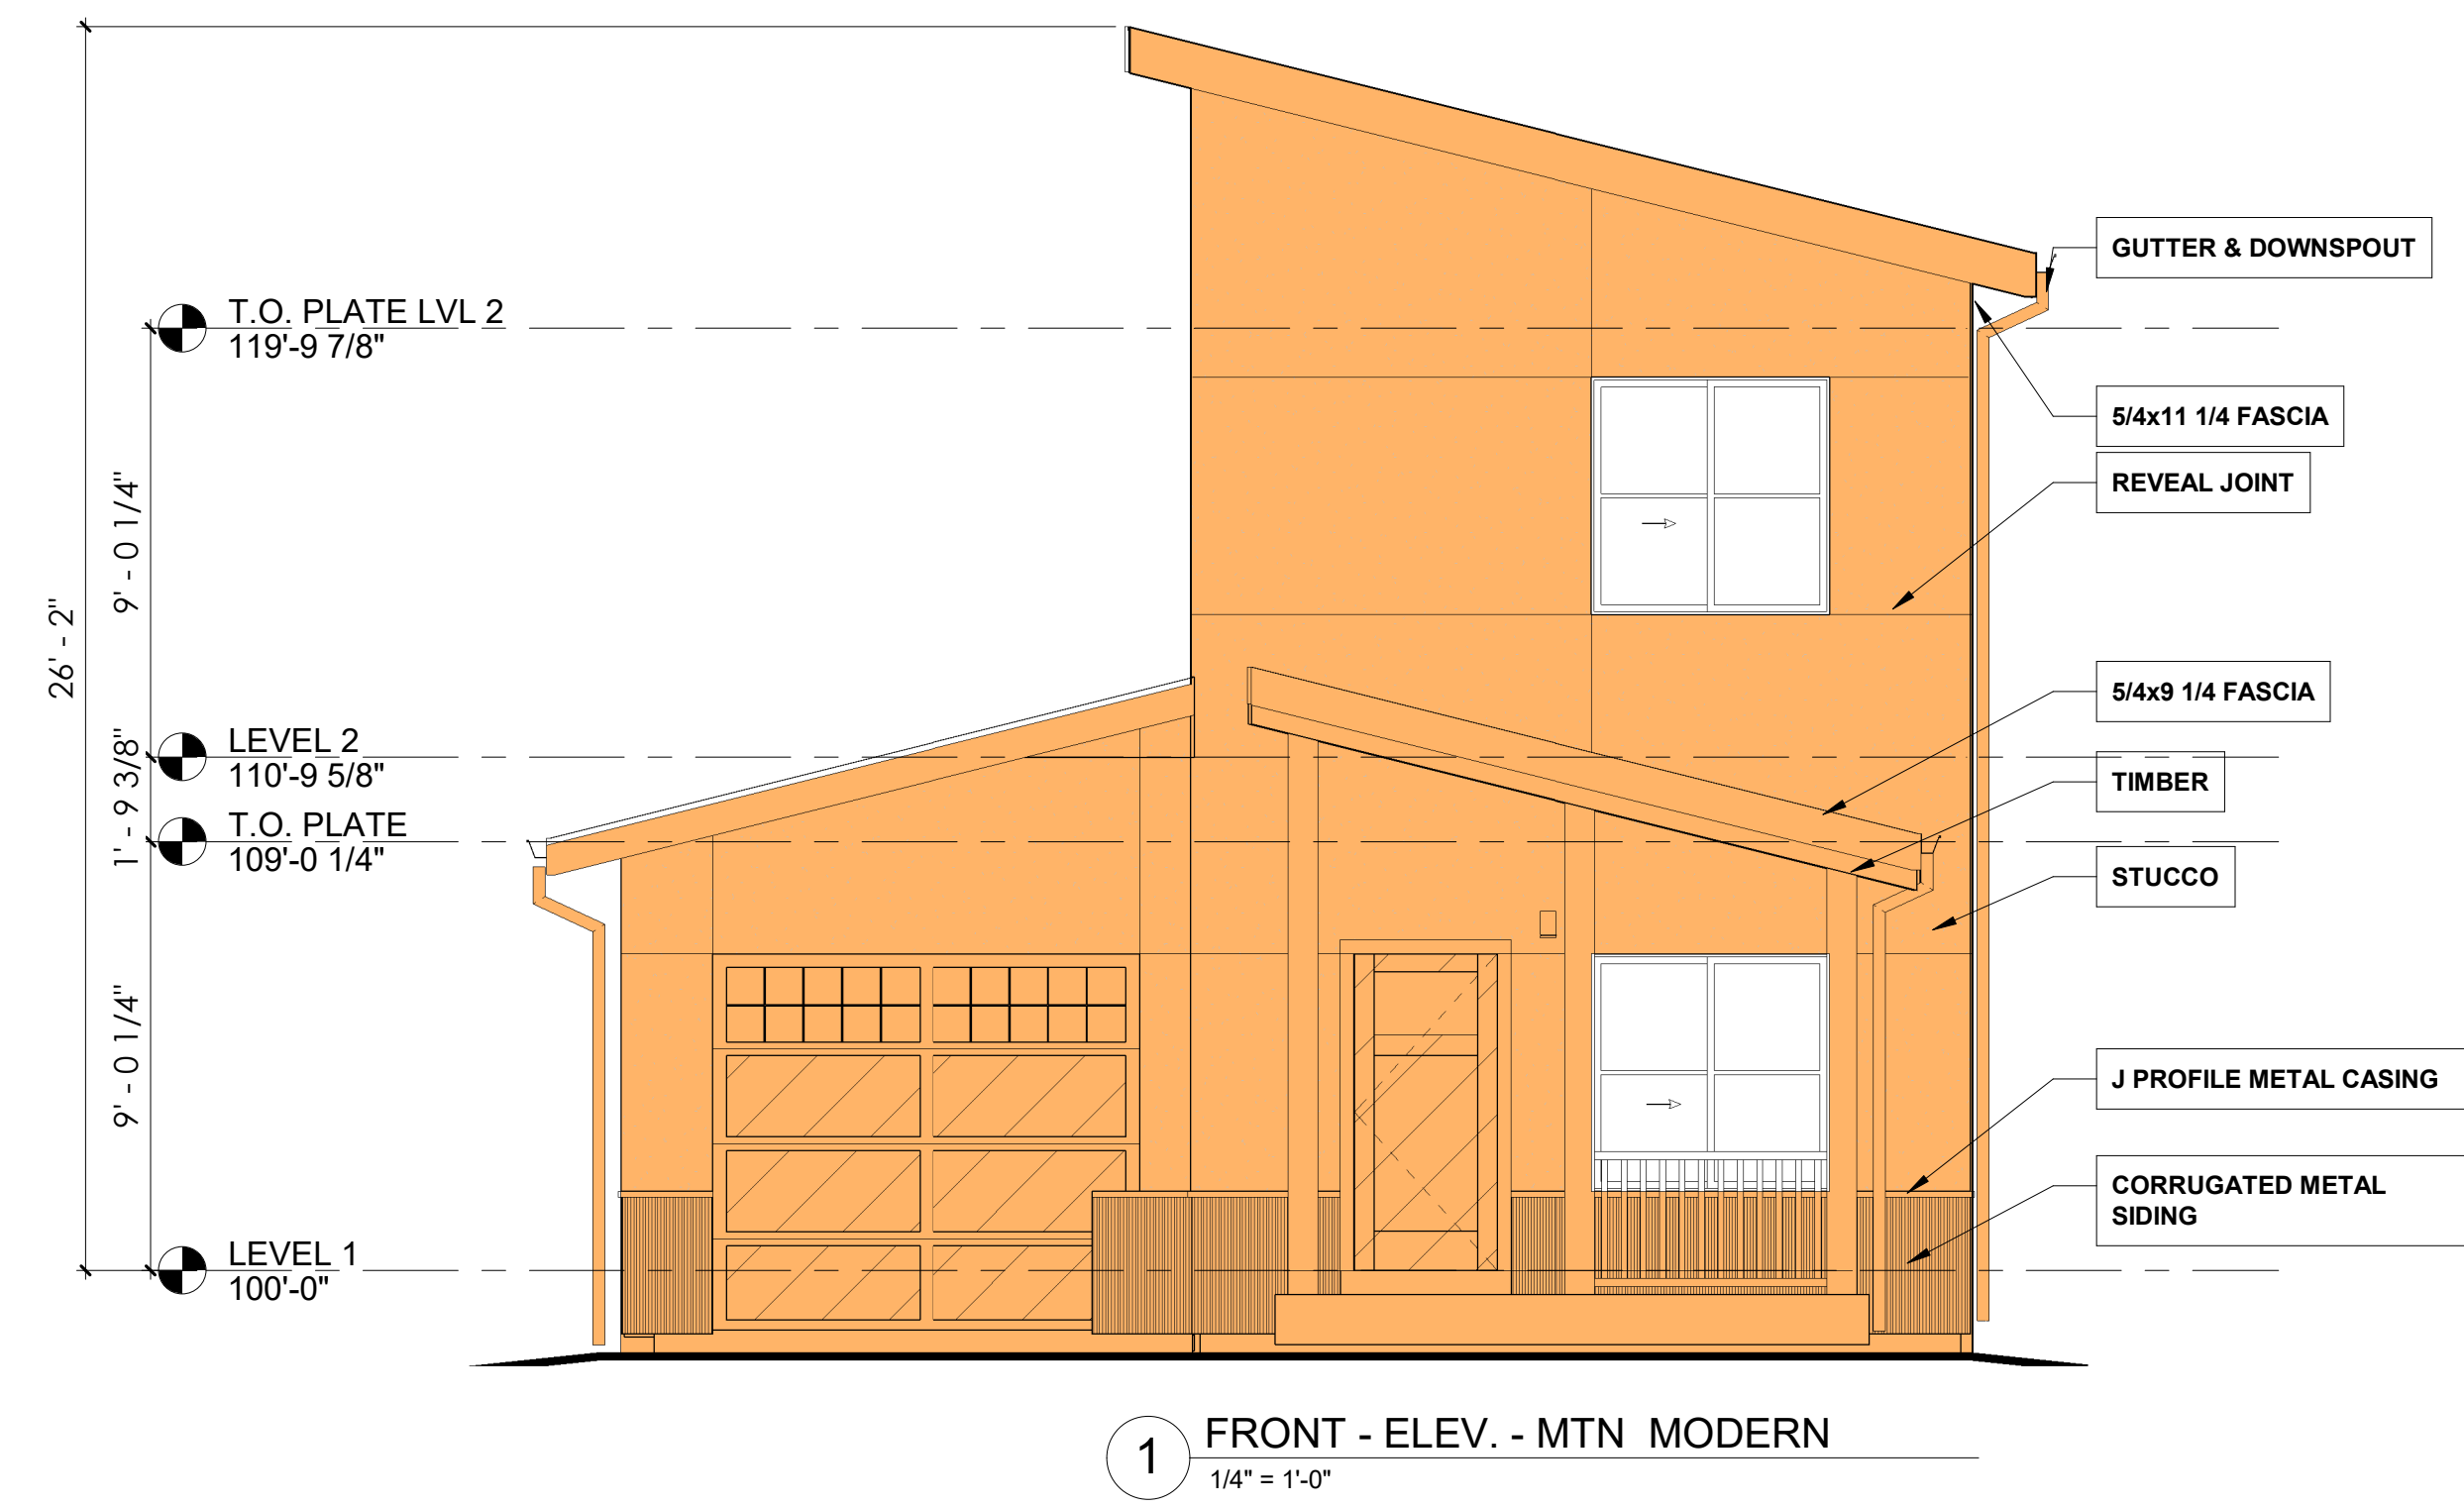 GUTTER & DOWNSPOUT
T.O. PLATE LVL 2
119'-9 7/8"
5/4x11 1/4 FASCIA
REVEAL JOINT
9' - 0 1/4"
26' - 2"
5/4x9 1/4 FASCIA
LEVEL 2
110'-9 5/8"
TIMBER
1' - 9 3/8"
T.O. PLATE
109'-0 1/4"
STUCCO
9' - 0 1/4"
J PROFILE METAL CASING
CORRUGATED METAL
SIDING
LEVEL 1
100'-0"
1
FRONT - ELEV. - MTN  MODERN
1/4" = 1'-0"